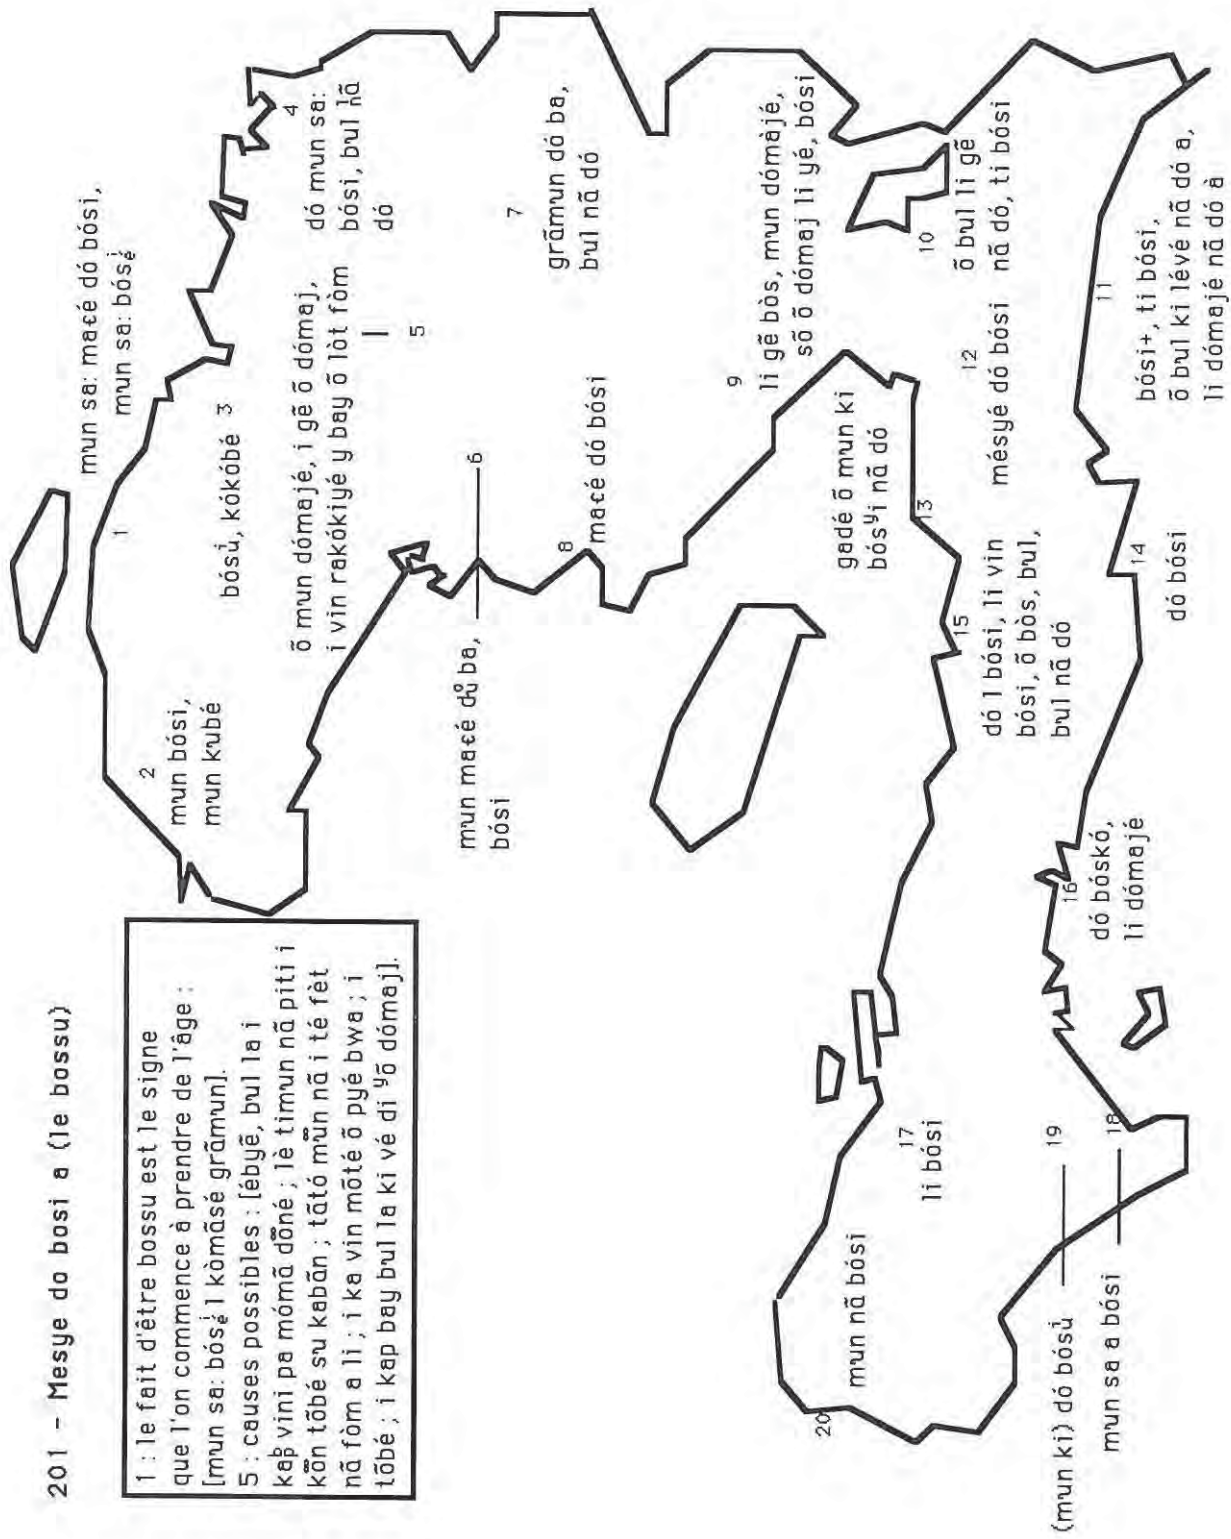 201 - Mesye do bosi a (le bossu)
1 : le fait d'être bossu est le signe
que l'on commence à prendre de l'âge :
[mun sa: bósi̇ l kòmãsé grãmun].
5 : causes possibles : [ébyẽ, bul la i
kap vini pa mómã dõné ; lè timun nã piti i
kõn tõbé su kabãn ; tãtó mũn nã i té fèt
nã fòm a li ; i ka vin mõté õ pyé bwa ; i
tõbé ; i kap bay bul la ki vé di yõ dómaj].
1
mun sa: maɛé dó bósi,
mun sa: bósi̇
2
mun bósi,
mun kubé
3
bósu̇, kókóbé
4
dó mun sa:
bósi, bul nã
dó
õ mun dómajé, i gẽ õ dómaj,
i vin rakókiyé y bay õ lòt fòm
5
6
mun maɛé dů ba,
bósi
7
grãmun dó ba,
bul nã dó
8
maɛé dó bósi
9
li gẽ bòs, mun dómàjé,
sõ õ dómaj li yé, bósi
10
õ bul li gẽ
nã dó, ti bósi
11
bósi+, ti bósi,
õ bul ki lévé nã dó a,
li dómajé nã dó à
12
mésyé dó bósi
13
gadé õ mun ki
bósʸi nã dó
14
dó bósi
15
dó l bósi, li vin
bósi, õ bòs, bul,
bul nã dó
16
dó bóskó,
li dómajé
17
li bósi
18
mun sa a bósi
19
(mun ki) dó bósu̇
20
mun nã bósi